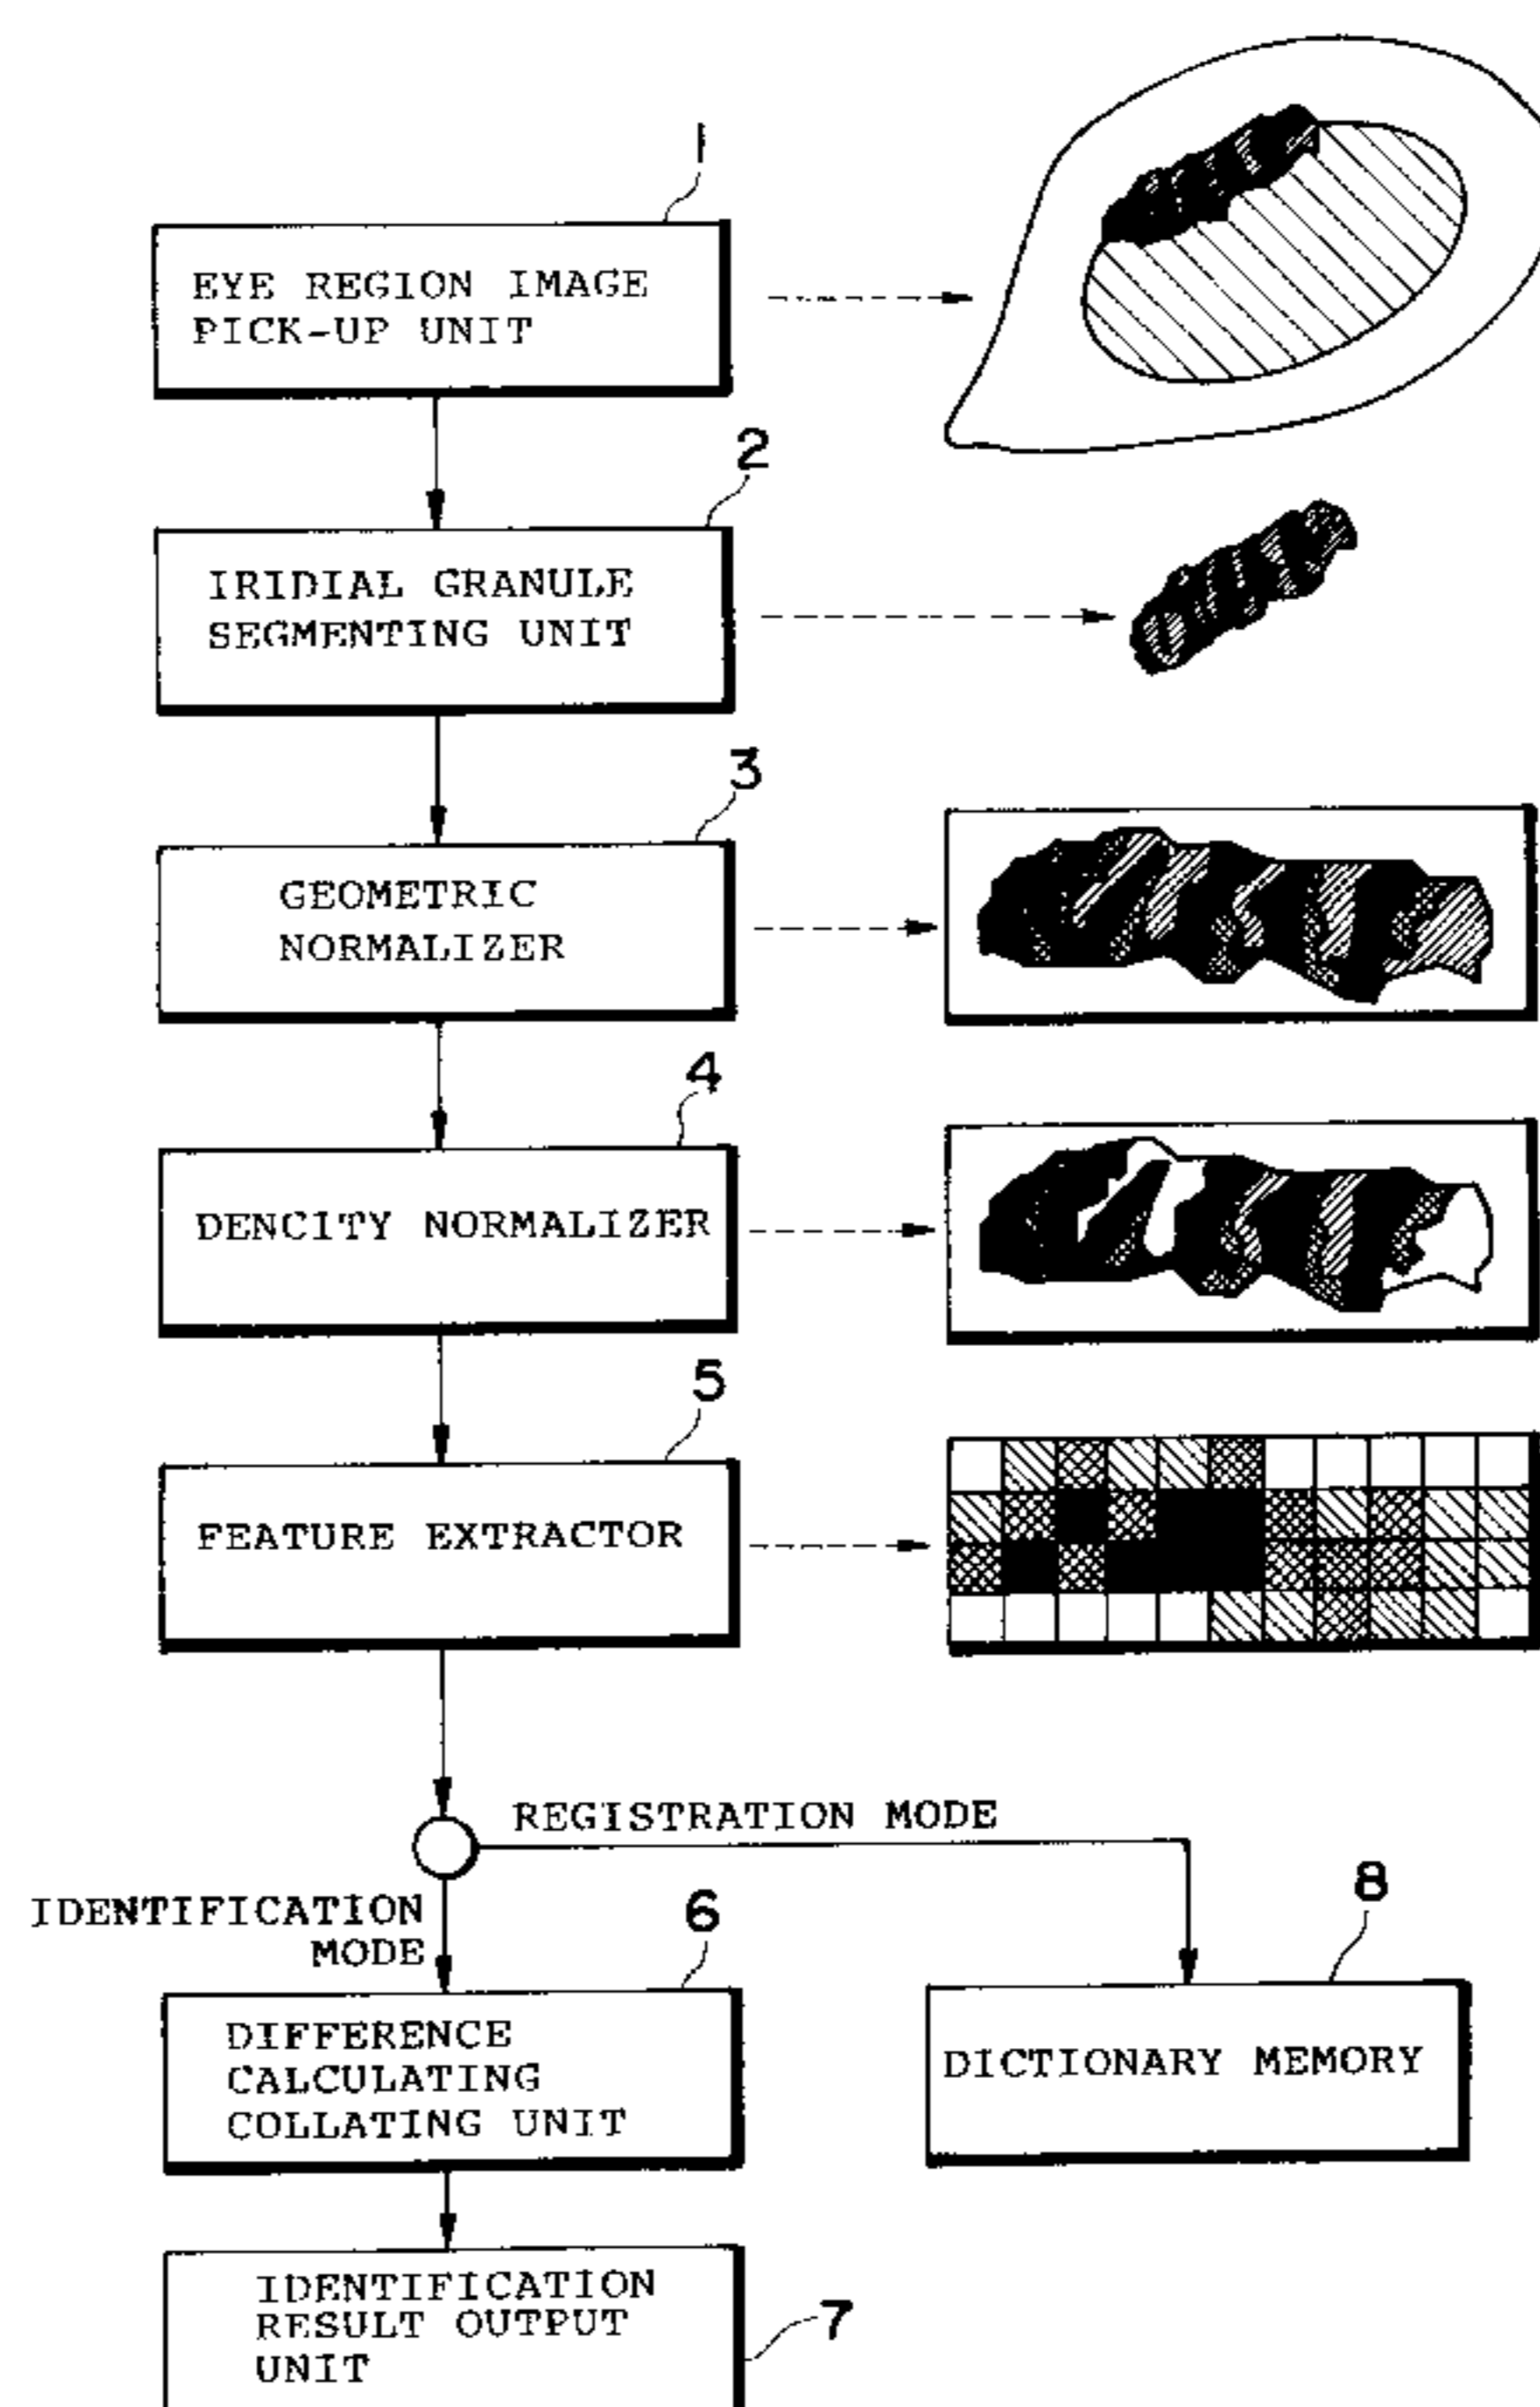 1
EYE REGION IMAGE
PICK-UP UNIT
2
IRIDIAL GRANULE
SEGMENTING UNIT
3
GEOMETRIC
NORMALIZER
4
DENCITY NORMALIZER
5
FEATURE EXTRACTOR
REGISTRATION MODE
IDENTIFICATION
MODE
6
8
DIFFERENCE
CALCULATING
COLLATING UNIT
DICTIONARY MEMORY
IDENTIFICATION
RESULT OUTPUT
UNIT
7